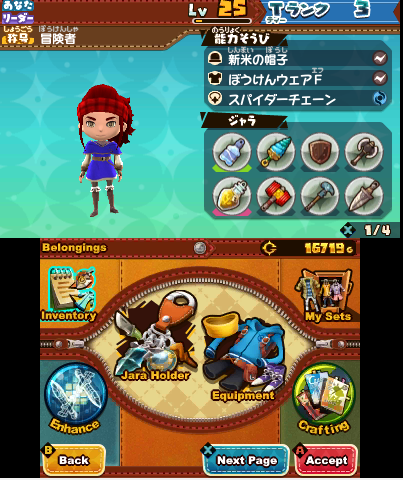 あなた Lv 25 Tランク 3
ティー
リーダー のうりょく
しょうごう ぼうけんしゃ 能力そうび
称号 冒険者 しんまい ぼうし
新米の帽子
エフ
ぼうけんウェアF
スパイダーチェーン
ジャラ
X 1/4
Belongings 16719 G
Inventory My Sets
Jara Holder
Equipment
Enhance Crafting
B X A
Back Next Page Accept